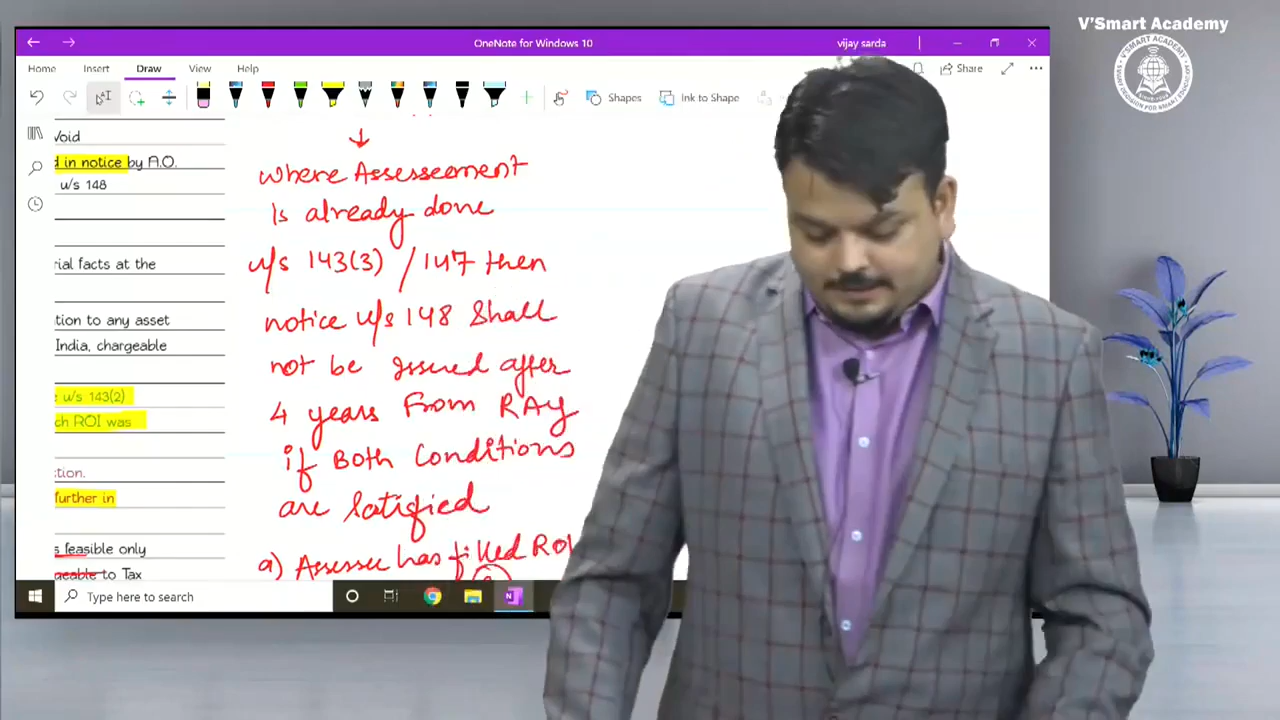 V'Smart Academy
OneNote for Windows 10
vijay sarda
Home
Insert
Draw
View
Help
Share
Shapes
Ink to Shape
Void
d in notice by A.O.
u/s 148
rial facts at the
tion to any asset
India, chargeable
u/s 143(2)
ch ROI was
tion.
further in
s feasible only
geable to Tax
where Assesseement
is already done
u/s 143(3) / 147 then
notice u/s 148 Shall
not be issued after
4 years From RAY
if Both Conditions
are Satisfied
a) Assessee has filled ROI
Type here to search